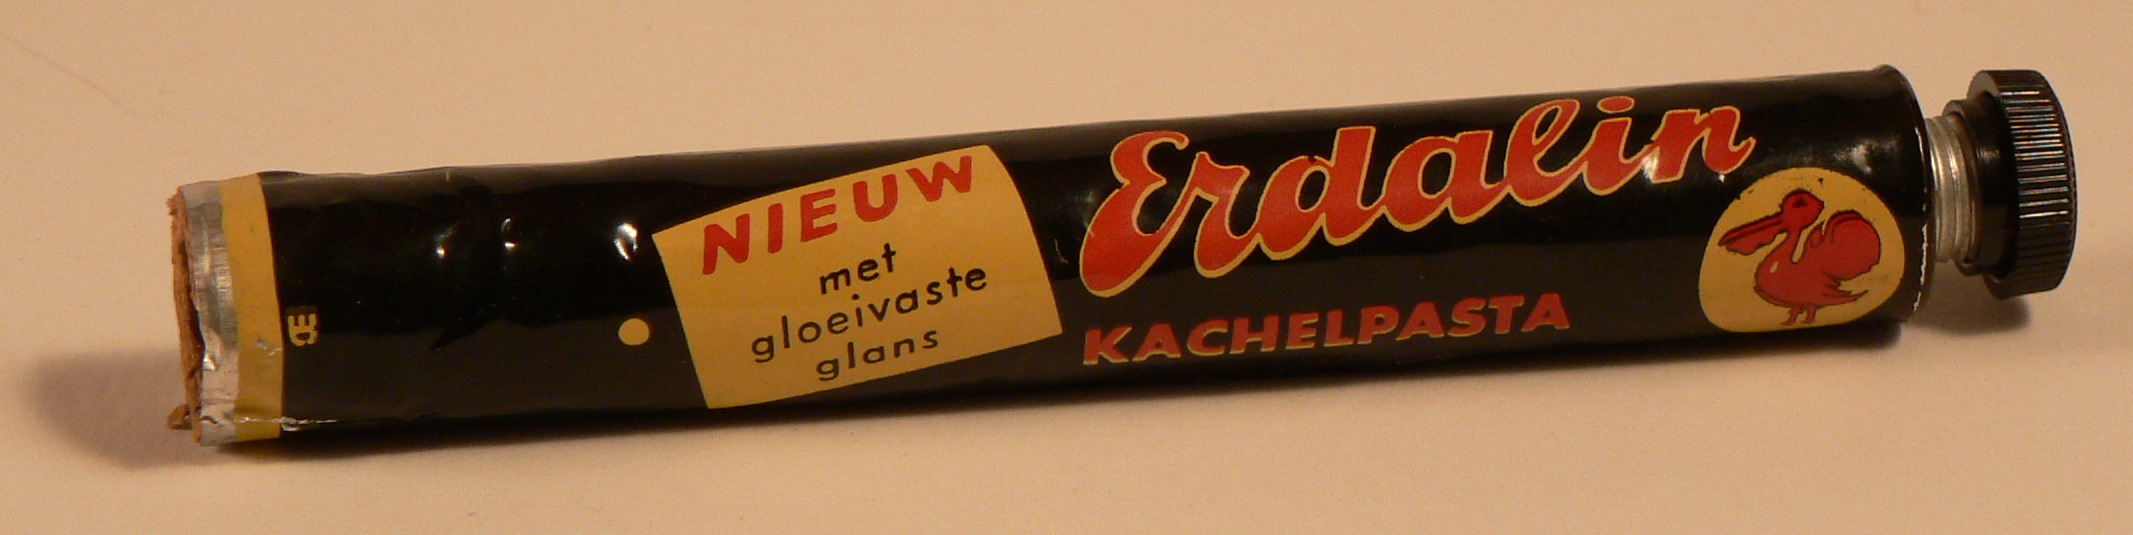 NIEUW
met
gloeivaste
glans
Erdalin
KACHELPASTA